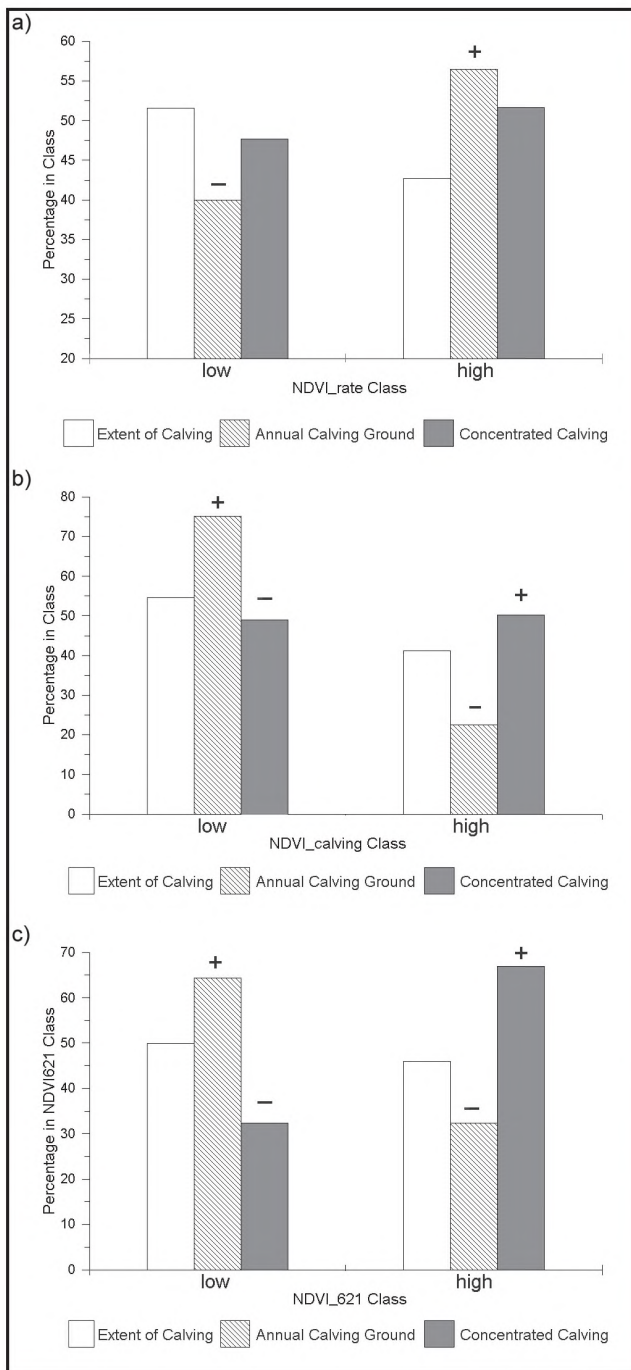 a)
60
55
50
45
40
35
30
25
20
Percentage in Class
−
+
low high
NDVI_rate Class
Extent of Calving Annual Calving Ground Concentrated Calving
b)
80
70
60
50
40
30
20
10
0
Percentage in Class
+
−
−
+
low high
NDVI_calving Class
Extent of Calving Annual Calving Ground Concentrated Calving
c)
70
60
50
40
30
20
10
0
Percentage in NDVI621 Class
+
−
−
+
low high
NDVI_621 Class
Extent of Calving Annual Calving Ground Concentrated Calving